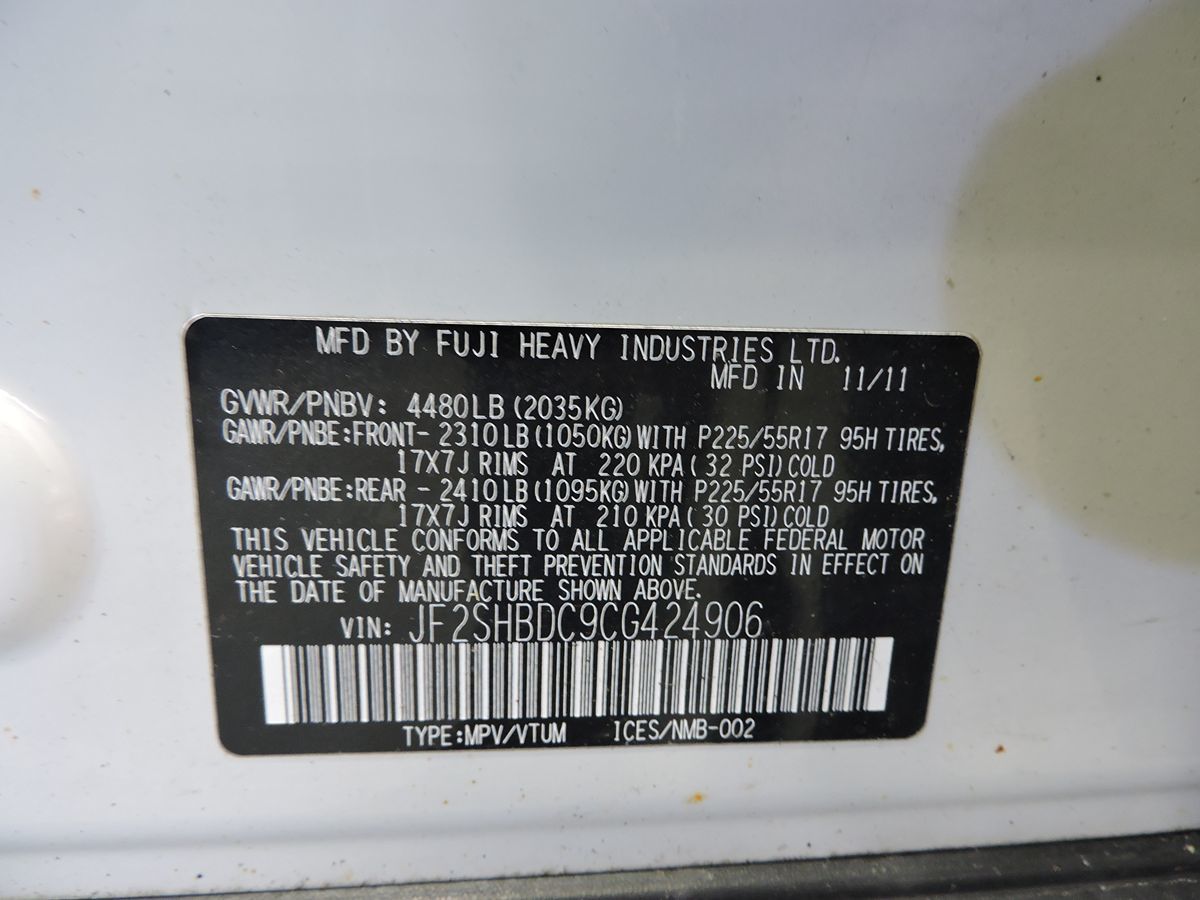 MFD BY FUJI HEAVY INDUSTRIES LTD.
MFD IN 11/11
GVWR/PNBV: 4480LB(2035KG)
GAWR/PNBE:FRONT- 2310LB(1050KG)WITH P225/55R17 95H TIRES,
17X7J RIMS AT 220 KPA(32 PSI)COLD
GAWR/PNBE:REAR - 2410LB(1095KG)WITH P225/55R17 95H TIRES,
17X7J RIMS AT 210 KPA(30 PSI)COLD
THIS VEHICLE CONFORMS TO ALL APPLICABLE FEDERAL MOTOR
VEHICLE SAFETY AND THEFT PREVENTION STANDARDS IN EFFECT ON
THE DATE OF MANUFACTURE SHOWN ABOVE.
VIN: JF2SHBDC9CG424906
TYPE:MPV/VTUM ICES/NMB-002